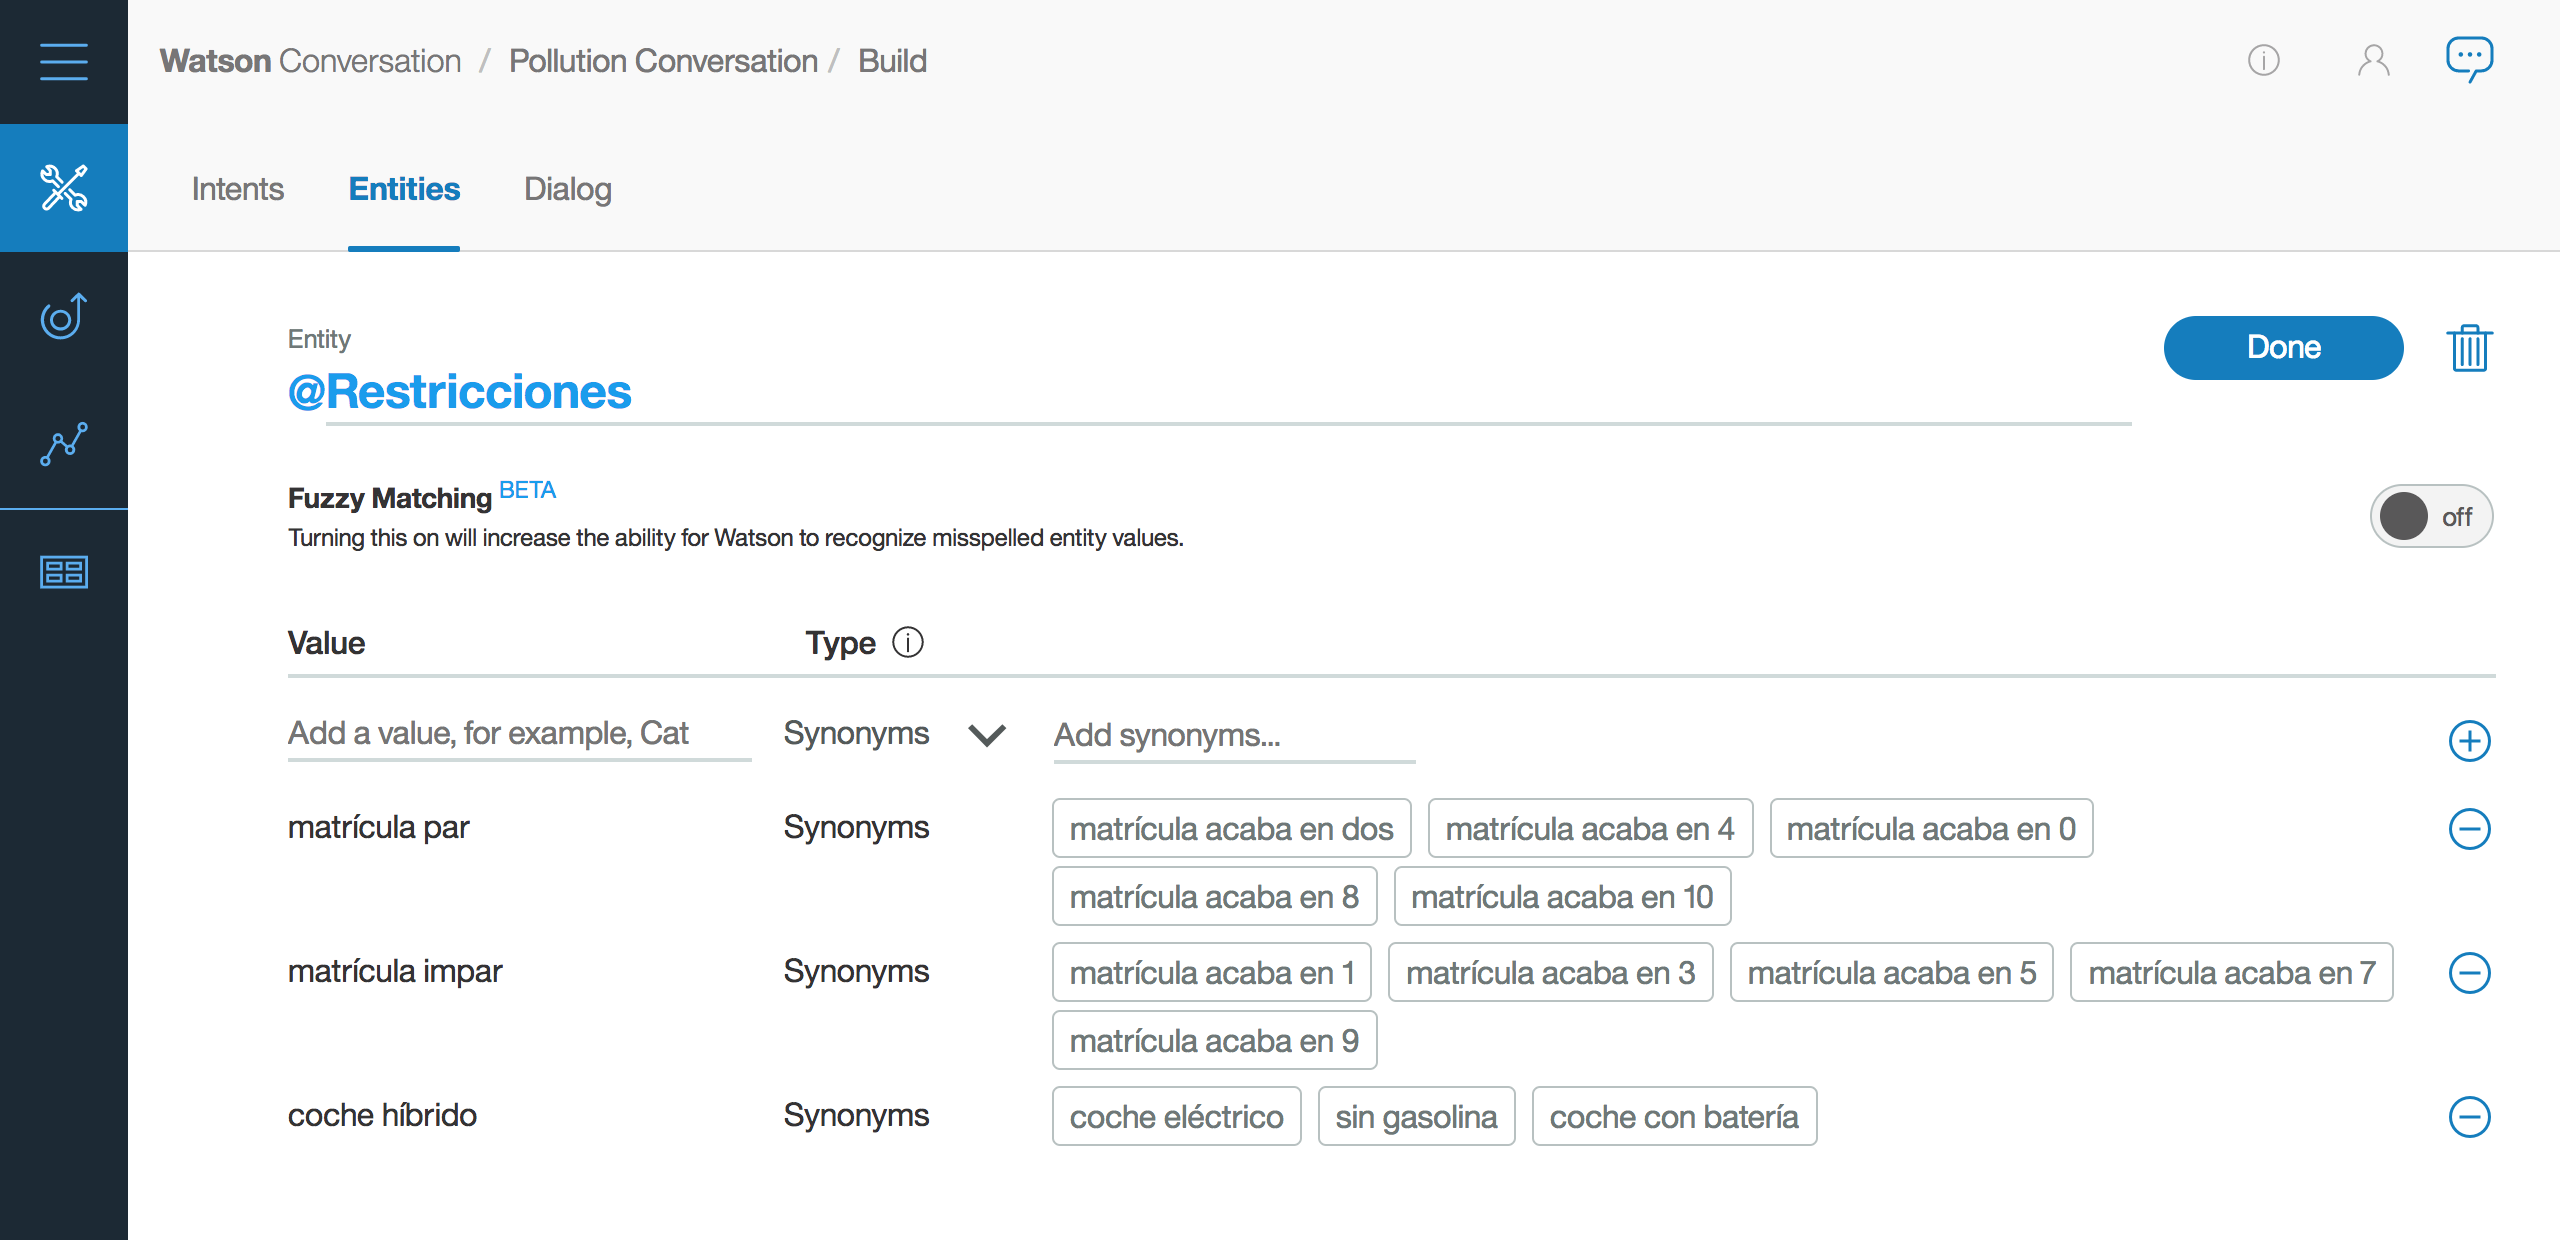 Watson Conversation / Pollution Conversation / Build
Intents Entities Dialog
Entity
@Restricciones
Done
Fuzzy Matching BETA
Turning this on will increase the ability for Watson to recognize misspelled entity values.
off
Value Type
Add a value, for example, Cat Synonyms Add synonyms...
matrícula par Synonyms matrícula acaba en dos matrícula acaba en 4 matrícula acaba en 0
matrícula acaba en 8 matrícula acaba en 10
matrícula impar Synonyms matrícula acaba en 1 matrícula acaba en 3 matrícula acaba en 5 matrícula acaba en 7
matrícula acaba en 9
coche híbrido Synonyms coche eléctrico sin gasolina coche con batería